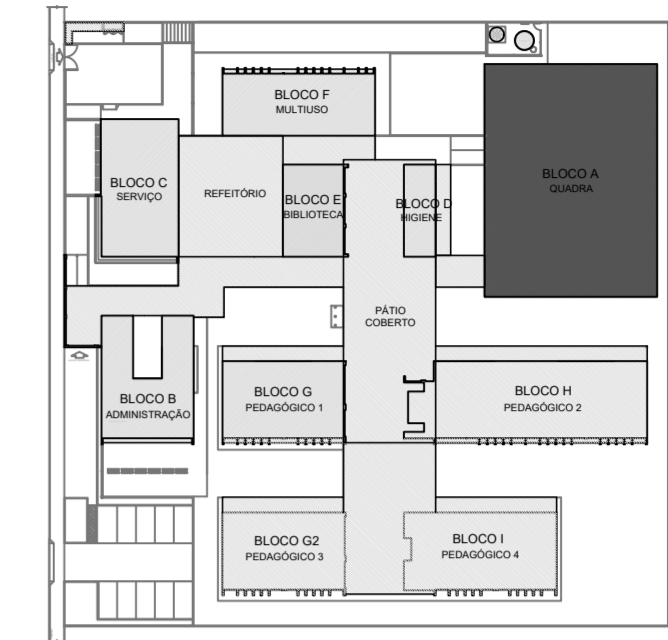 BLOCO F
MULTIUSO
BLOCO A
QUADRA
BLOCO C
SERVIÇO
REFEITÓRIO
BLOCO E
BIBLIOTECA
BLOCO D
HIGIENE
PÁTIO
COBERTO
BLOCO B
ADMINISTRAÇÃO
BLOCO G
PEDAGÓGICO 1
BLOCO H
PEDAGÓGICO 2
BLOCO G2
PEDAGÓGICO 3
BLOCO I
PEDAGÓGICO 4